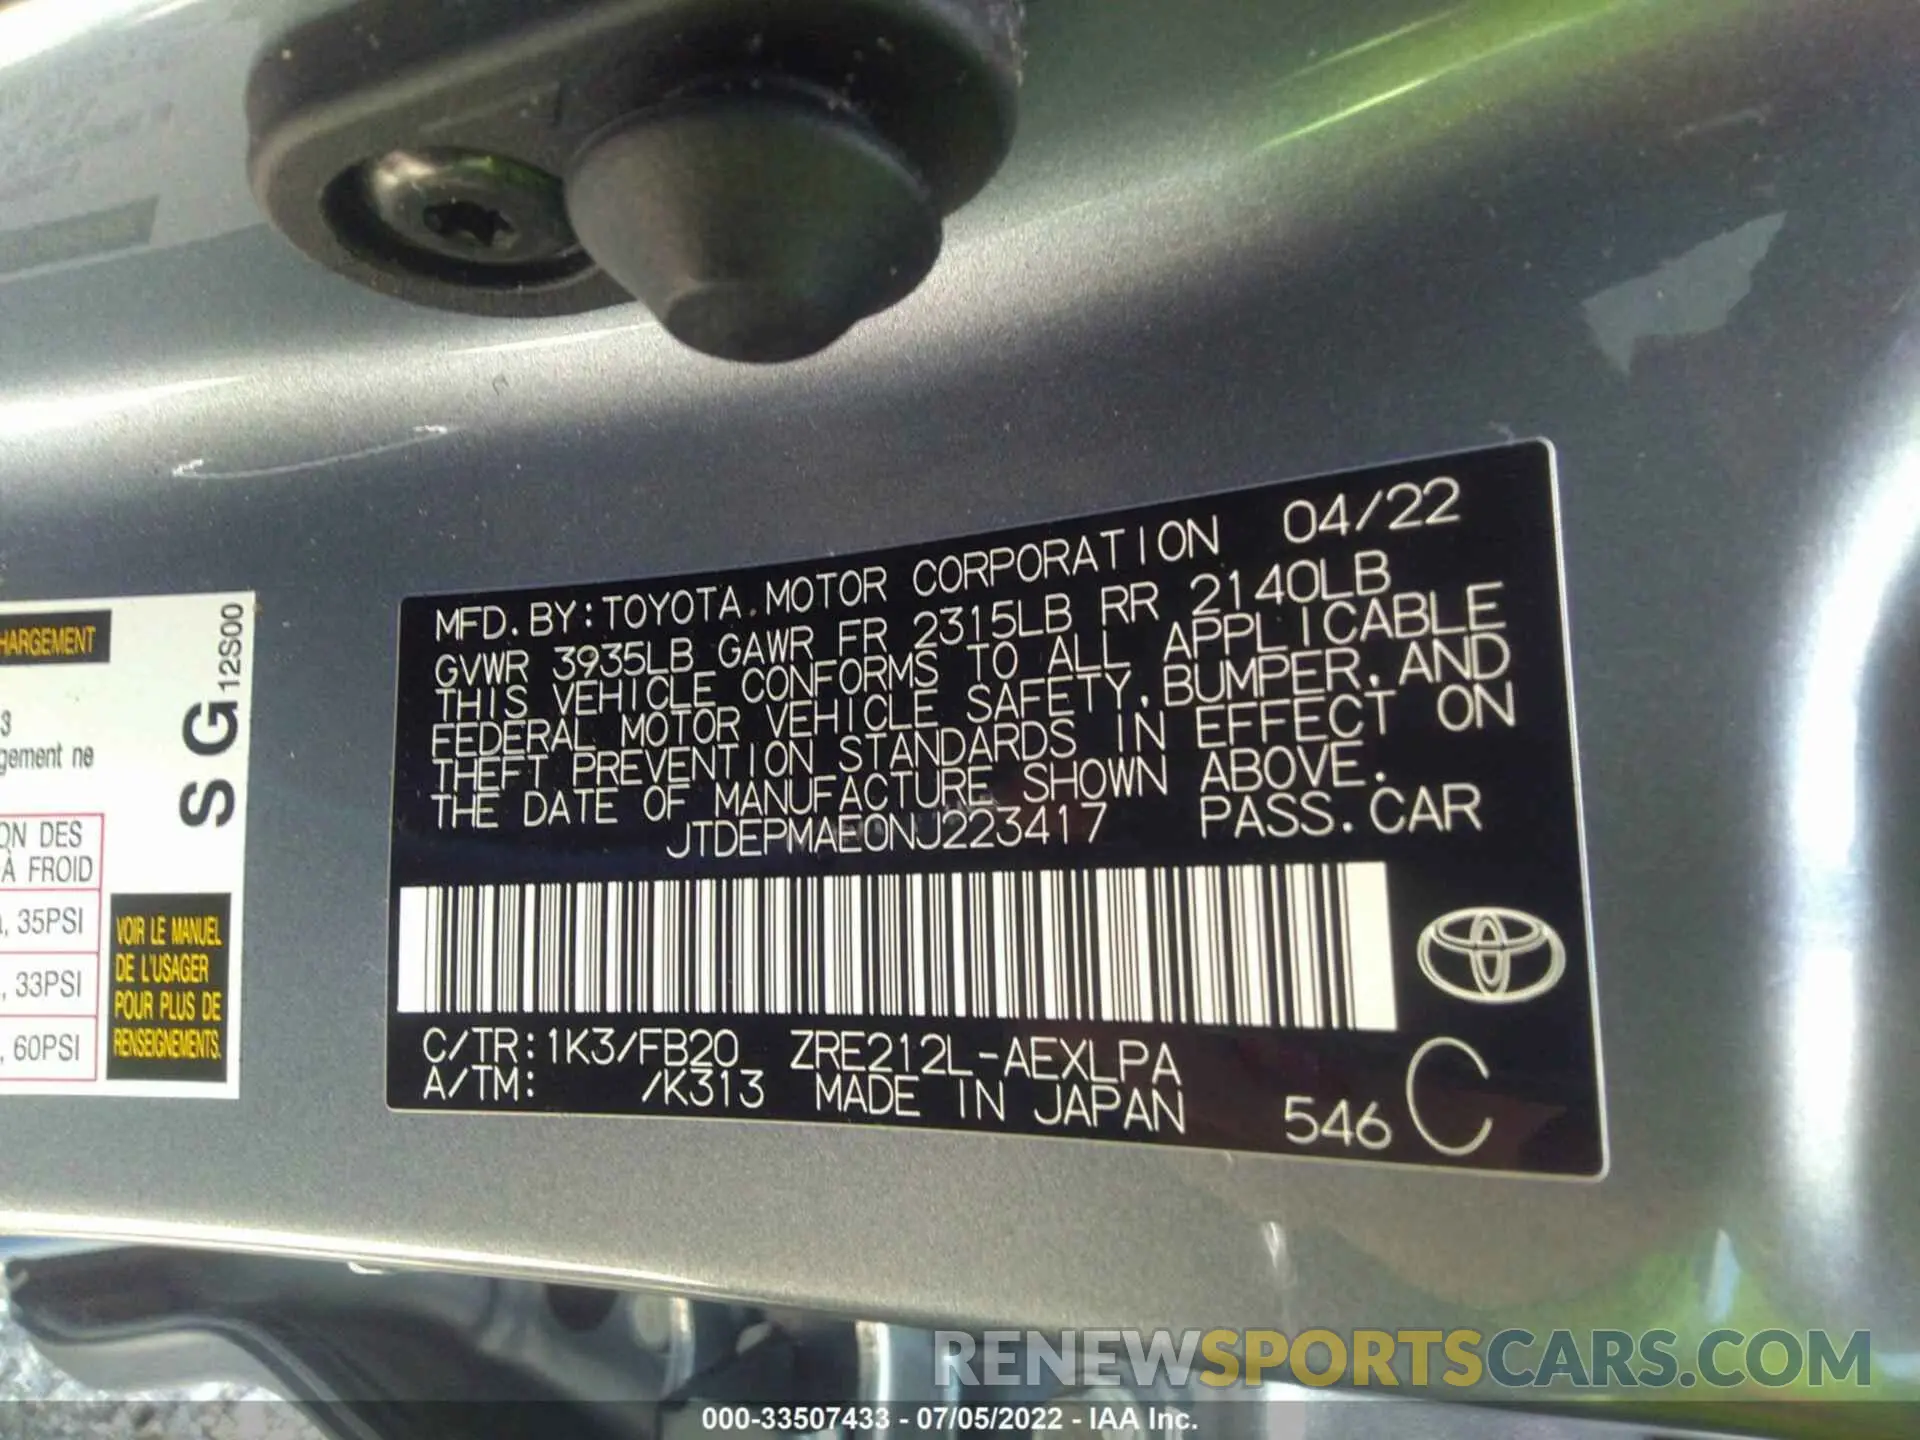 HARGEMENT
3
gement ne
ON DES
À FROID
, 35PSI
, 33PSI
, 60PSI
SG12S00
VOIR LE MANUEL
DE L'USAGER
POUR PLUS DE
RENSEIGNEMENTS.
MFD. BY: TOYOTA MOTOR CORPORATION 04/22
GVWR 3935LB GAWR FR 2315LB RR 2140LB
THIS VEHICLE CONFORMS TO ALL APPLICABLE
FEDERAL MOTOR VEHICLE SAFETY, BUMPER, AND
THEFT PREVENTION STANDARDS IN EFFECT ON
THE DATE OF MANUFACTURE SHOWN ABOVE.
JTDEPMAE0NJ223417 PASS. CAR
C/TR: 1K3/FB20 ZRE212L-AEXLPA
A/TM: /K313 MADE IN JAPAN 546 C
RENEWSPORTSCARS.COM
000-33507433 - 07/05/2022 - IAA Inc.